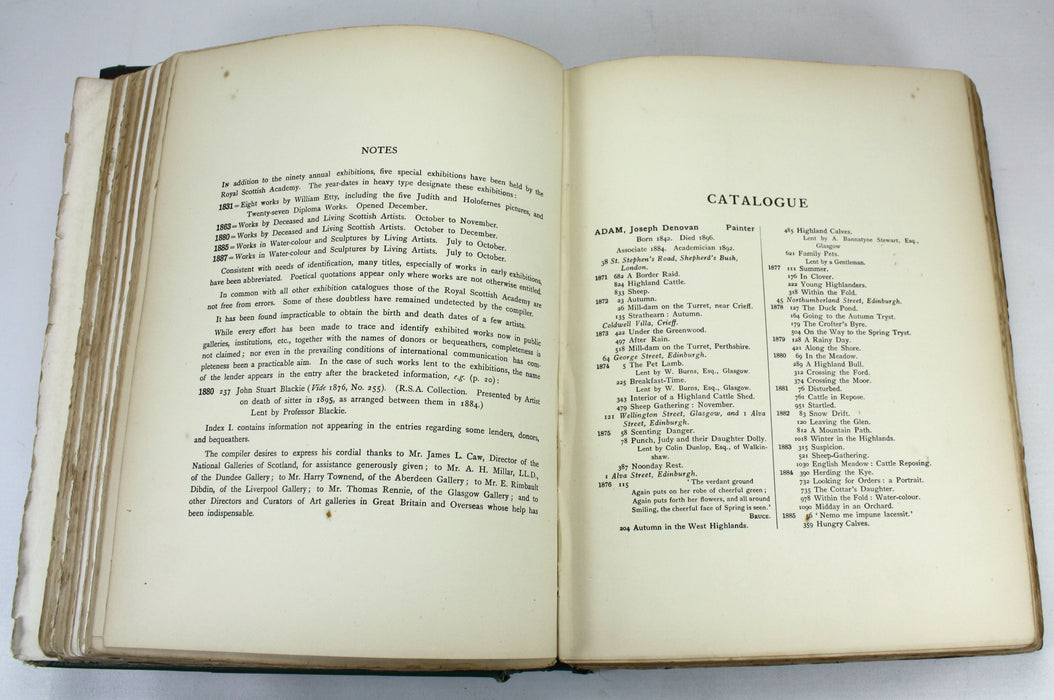 NOTES
In addition to the ninety annual exhibitions, five special exhibitions have been held by the
Royal Scottish Academy. The year-dates in heavy type designate these exhibitions:
1831=Eight works by William Etty, including the five Judith and Holofernes pictures, and
Twenty-seven Diploma Works. Opened December.
1863=Works by Deceased and Living Scottish Artists. October to November.
1880=Works by Deceased and Living Scottish Artists. October to December.
1885=Works in Water-colour and Sculptures by Living Artists. July to October.
1887=Works in Water-colour and Sculptures by Living Artists. July to October.
Consistent with needs of identification, many titles, especially of works in early exhibitions,
have been abbreviated. Poetical quotations appear only where works are not otherwise entitled.
In common with all other exhibition catalogues those of the Royal Scottish Academy are
not free from errors. Some of these doubtless have remained undetected by the compiler.
It has been found impracticable to obtain the birth and death dates of a few artists.
While every effort has been made to trace and identify exhibited works now in public
galleries, institutions, etc., together with the names of donors or bequeathers, completeness is
not claimed; nor even in the prevailing conditions of international communication has com-
pleteness been a practicable aim. In the case of such works lent to the exhibitions, the name
of the lender appears in the entry after the bracketed information, e.g. (p. 20):
1880 237 John Stuart Blackie (Vide 1876, No. 255). (R.S.A. Collection. Presented by Artist
on death of sitter in 1895, as arranged between them in 1884.)
Lent by Professor Blackie.
Index I. contains information not appearing in the entries regarding some lenders, donors,
and bequeathers.
The compiler desires to express his cordial thanks to Mr. James L. Caw, Director of the
National Galleries of Scotland, for assistance generously given; to Mr. A. H. Millar, LL.D.,
of the Dundee Gallery; to Mr. Harry Townend, of the Aberdeen Gallery; to Mr. E. Rimbault
Dibdin, of the Liverpool Gallery; to Mr. Thomas Rennie, of the Glasgow Gallery; and to
other Directors and Curators of Art galleries in Great Britain and Overseas whose help has
been indispensable.
CATALOGUE
ADAM, Joseph Denovan Painter
Born 1842. Died 1896.
Associate 1884. Academician 1892.
38 St. Stephen's Road, Shepherd's Bush,
London.
1871 682 A Border Raid.
824 Highland Cattle.
833 Sheep.
1872 23 Autumn.
26 Mill-dam on the Turret, near Crieff.
135 Strathearn: Autumn.
Coldwell Villa, Crieff.
1873 422 Under the Greenwood.
497 After Rain.
518 Mill-dam on the Turret, Perthshire.
64 George Street, Edinburgh.
1874 5 The Pet Lamb.
Lent by W. Burns, Esq., Glasgow.
225 Breakfast-Time.
Lent by W. Burns, Esq., Glasgow.
343 Interior of a Highland Cattle Shed.
479 Sheep Gathering: November.
121 Wellington Street, Glasgow, and 1 Alva
Street, Edinburgh.
1875 58 Scenting Danger.
78 Punch, Judy and their Daughter Dolly.
Lent by Colin Dunlop, Esq., of Walkin-
shaw.
387 Noonday Rest.
1 Alva Street, Edinburgh.
1876 115 'The verdant ground
Again puts on her robe of cheerful green;
Again puts forth her flowers, and all around
Smiling, the cheerful face of Spring is seen.'
BRUCE.
204 Autumn in the West Highlands.
485 Highland Calves.
Lent by A. Bannatyne Stewart, Esq.,
Glasgow
621 Family Pets.
Lent by a Gentleman.
1877 111 Summer.
176 In Clover.
222 Young Highlanders.
328 Within the Fold.
45 Northumberland Street, Edinburgh.
1878 127 The Duck Pond.
164 Going to the Autumn Tryst.
179 The Crofter's Byre.
504 On the Way to the Spring Tryst.
1879 128 A Rainy Day.
421 Along the Shore.
1880 69 In the Meadow.
289 A Highland Bull.
312 Crossing the Ford.
374 Crossing the Moor.
1881 76 Disturbed.
761 Cattle in Repose.
951 Startled.
1882 83 Snow Drift.
120 Leaving the Glen.
812 A Mountain Path.
1018 Winter in the Highlands.
1883 315 Suspicion.
521 Sheep-Gathering.
1030 English Meadow: Cattle Reposing.
1884 390 Herding the Kye.
732 Looking for Orders: a Portrait.
735 The Cottar's Daughter.
978 Within the Fold: Water-colour.
1090 Midday in an Orchard.
1885 56 'Nemo me impune lacessit.'
359 Hungry Calves.